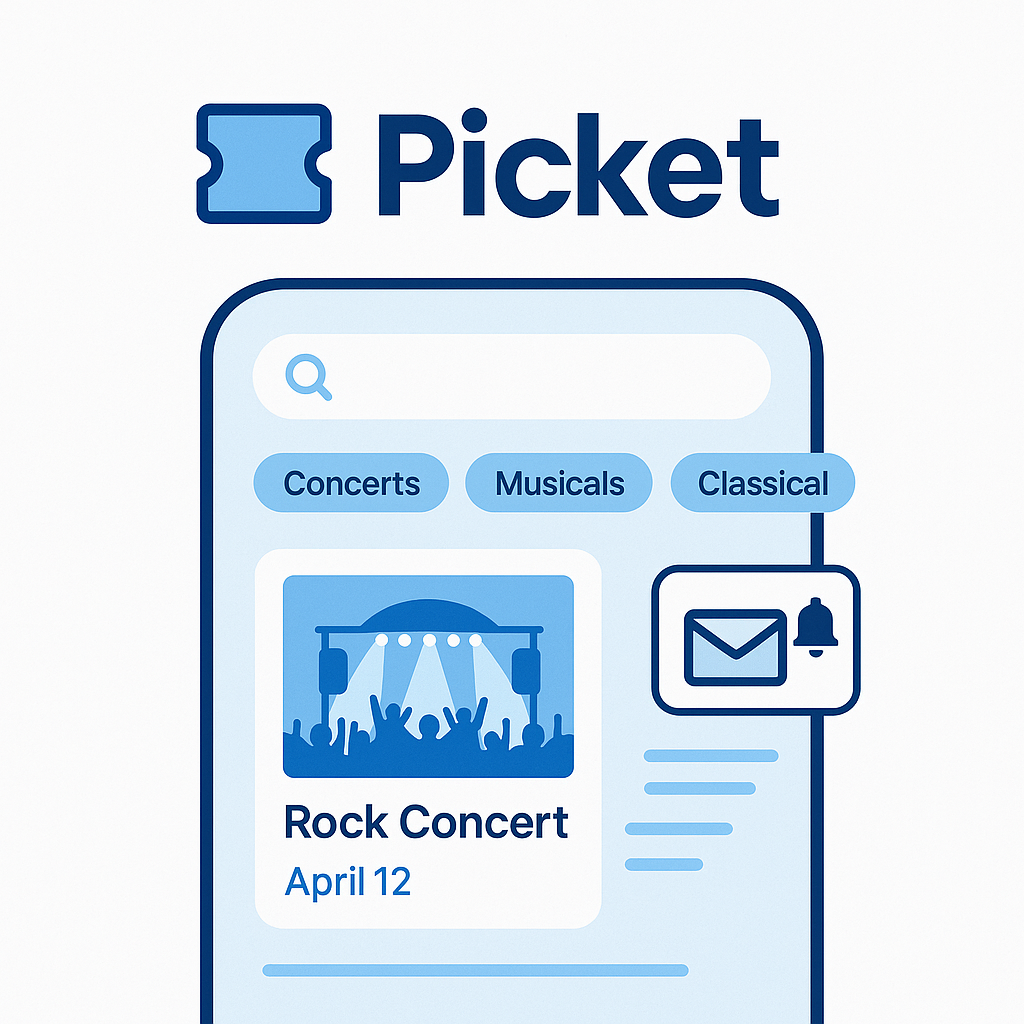 Picket
Concerts
Musicals
Classical
Rock Concert
April 12